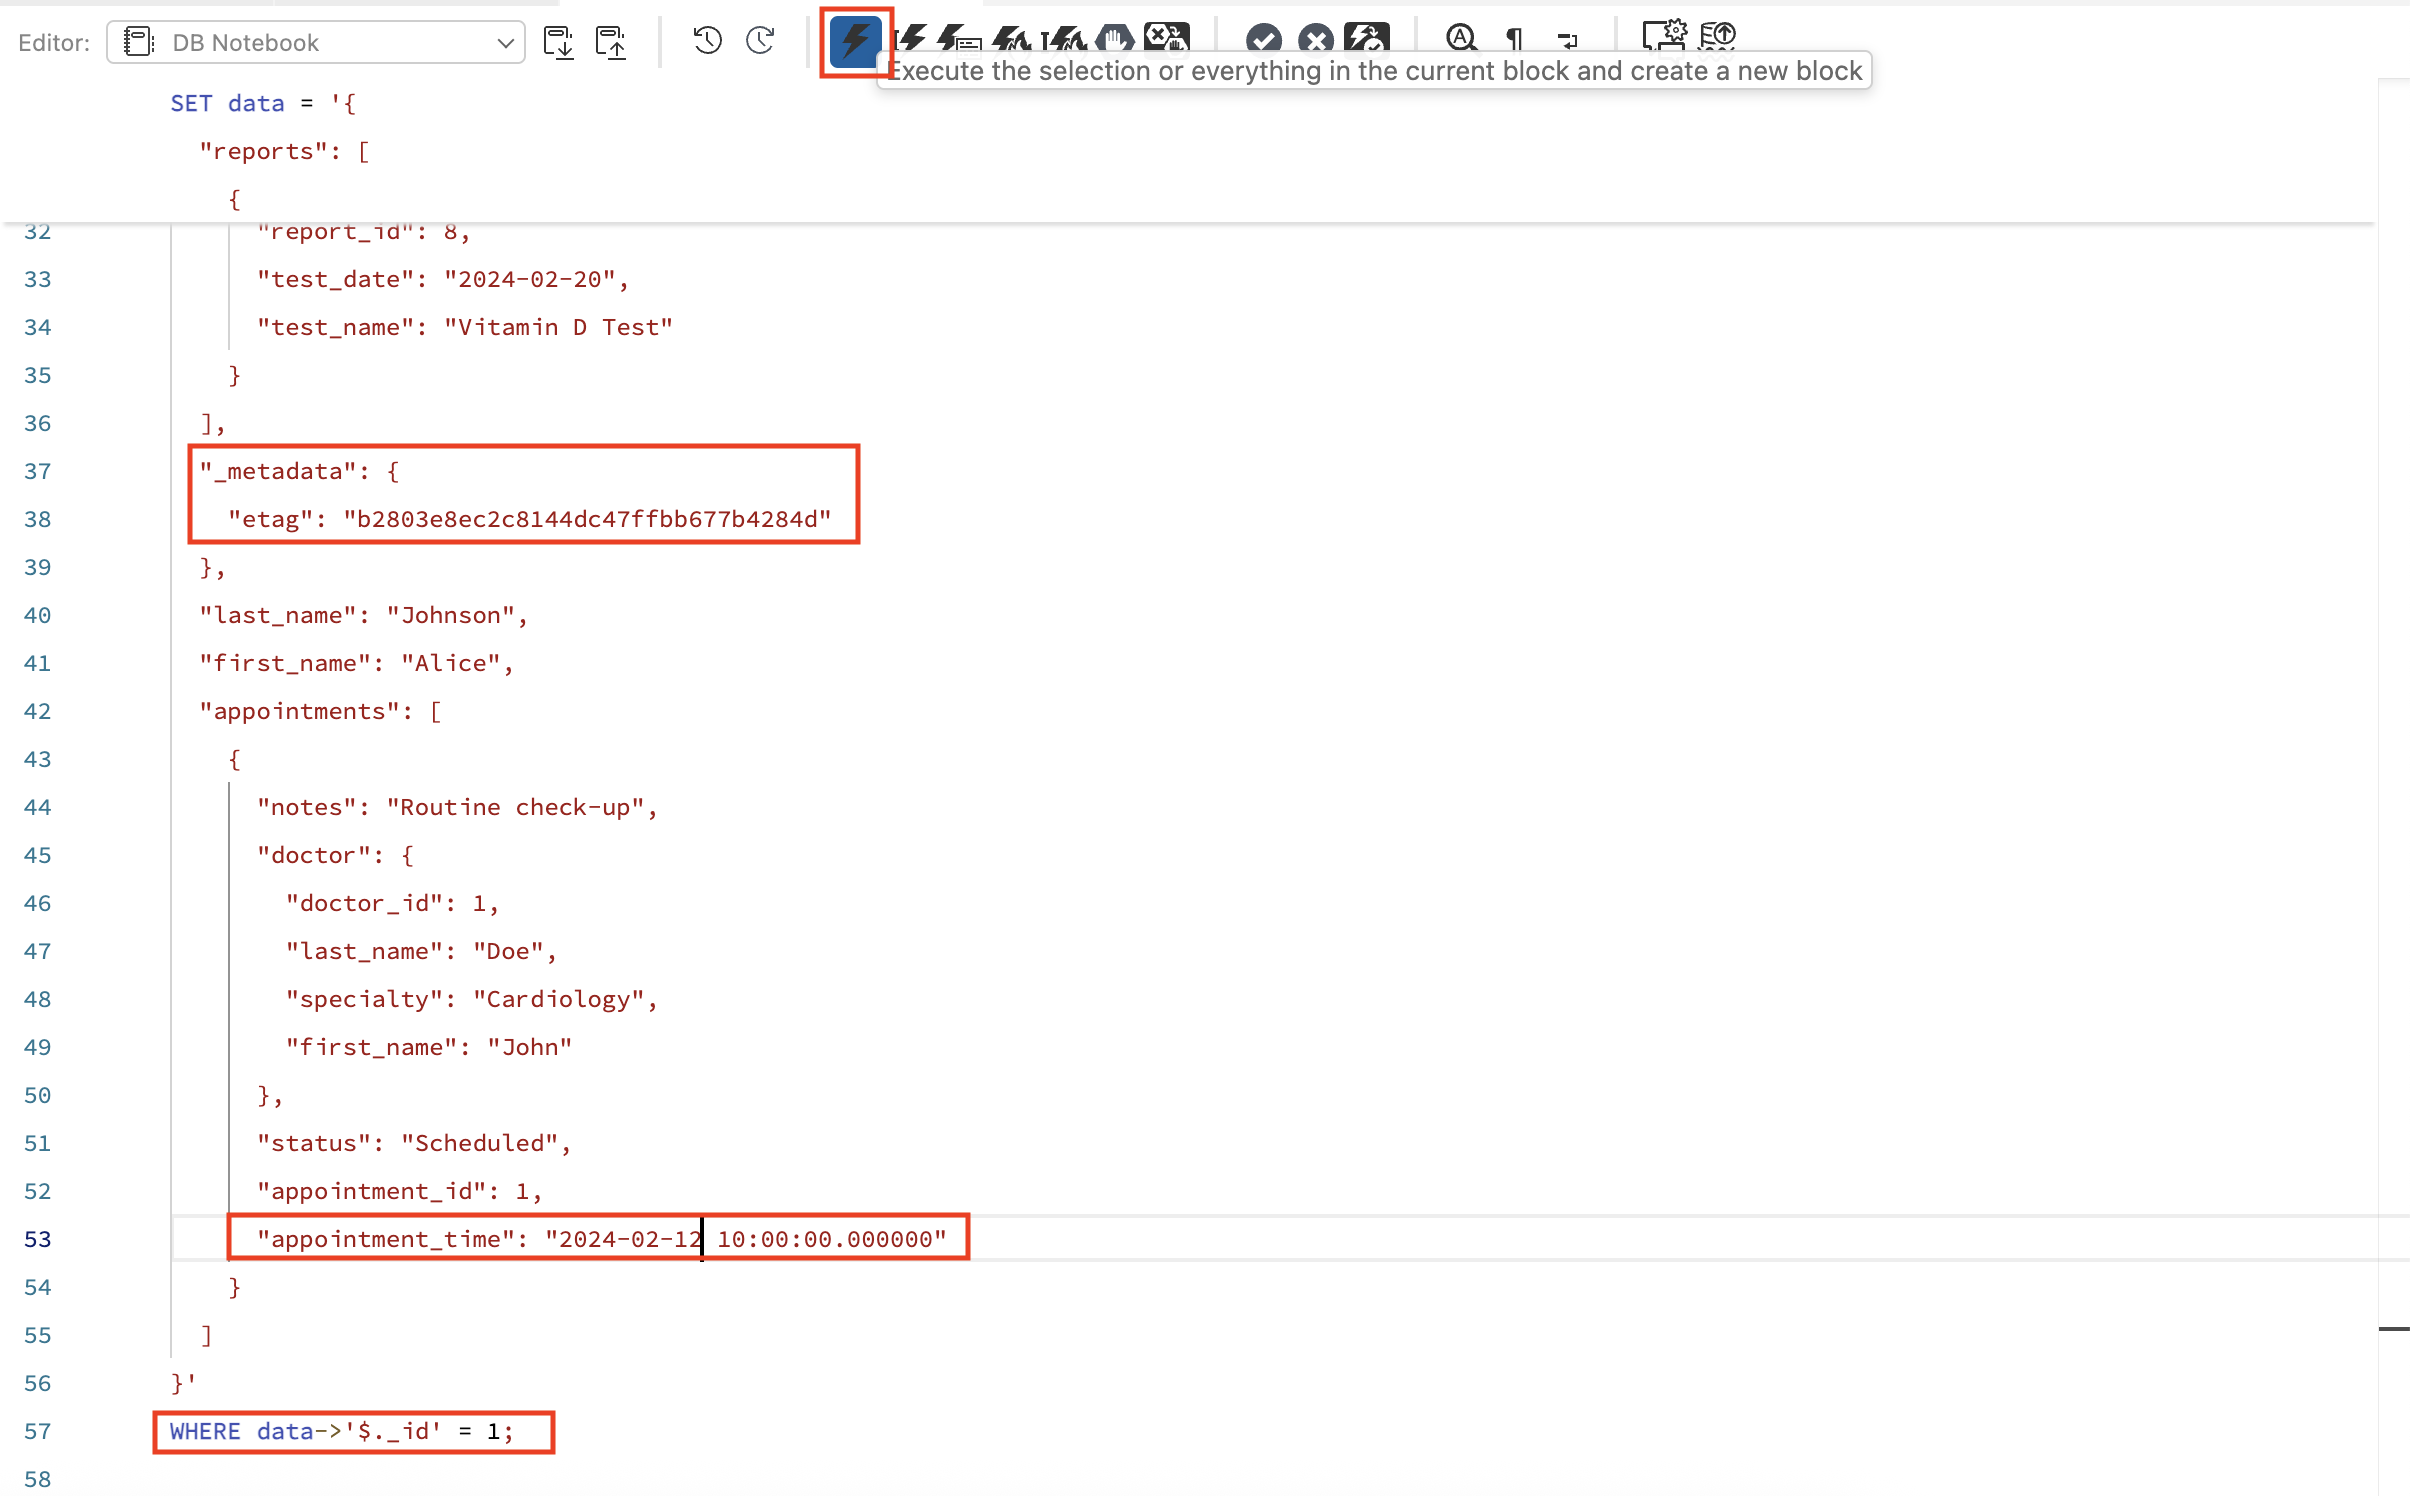 Editor: DB Notebook
Execute the selection or everything in the current block and create a new block
SET data = '{
"reports": [
{
32 "report_id": 8,
33 "test_date": "2024-02-20",
34 "test_name": "Vitamin D Test"
35 }
36 ],
37 "_metadata": {
38 "etag": "b2803e8ec2c8144dc47ffbb677b4284d"
39 },
40 "last_name": "Johnson",
41 "first_name": "Alice",
42 "appointments": [
43 {
44 "notes": "Routine check-up",
45 "doctor": {
46 "doctor_id": 1,
47 "last_name": "Doe",
48 "specialty": "Cardiology",
49 "first_name": "John"
50 },
51 "status": "Scheduled",
52 "appointment_id": 1,
53 "appointment_time": "2024-02-12 10:00:00.000000"
54 }
55 ]
56 }'
57 WHERE data->'$._id' = 1;
58